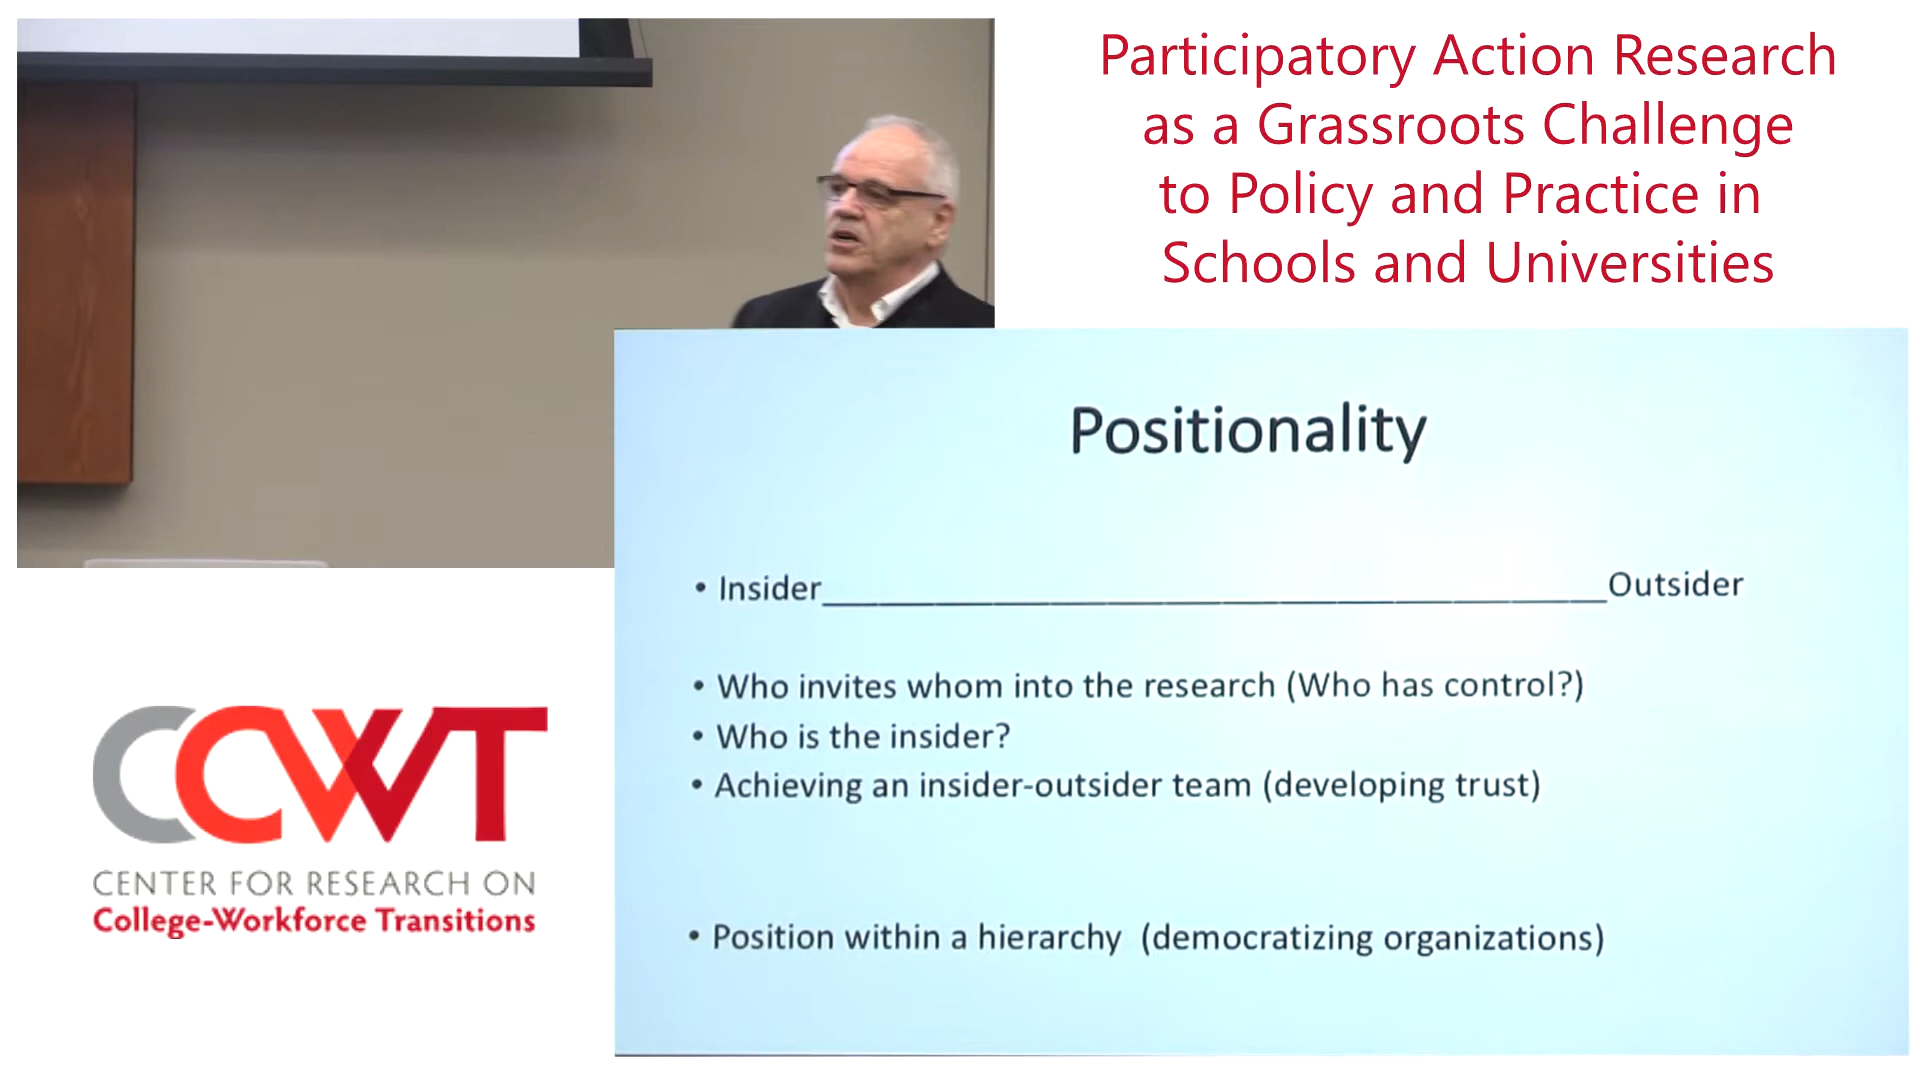 Participatory Action Research
as a Grassroots Challenge
to Policy and Practice in
Schools and Universities
Positionality
• Insider_______________________________________________Outsider
• Who invites whom into the research (Who has control?)
• Who is the insider?
• Achieving an insider-outsider team (developing trust)
• Position within a hierarchy (democratizing organizations)
CCWT
CENTER FOR RESEARCH ON
College-Workforce Transitions